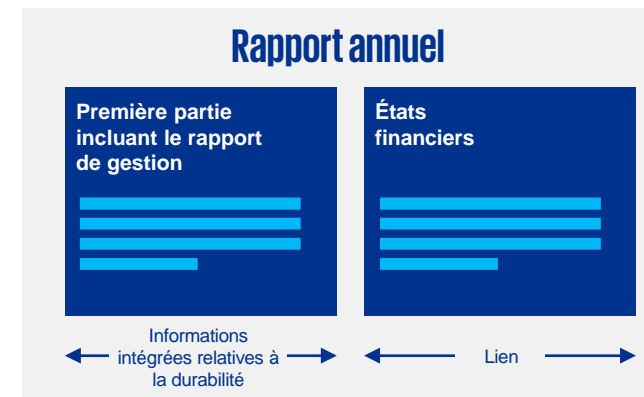 Rapport annuel
Première partie
incluant le rapport
de gestion
États
financiers
Informations
intégrées relatives à
la durabilité
Lien